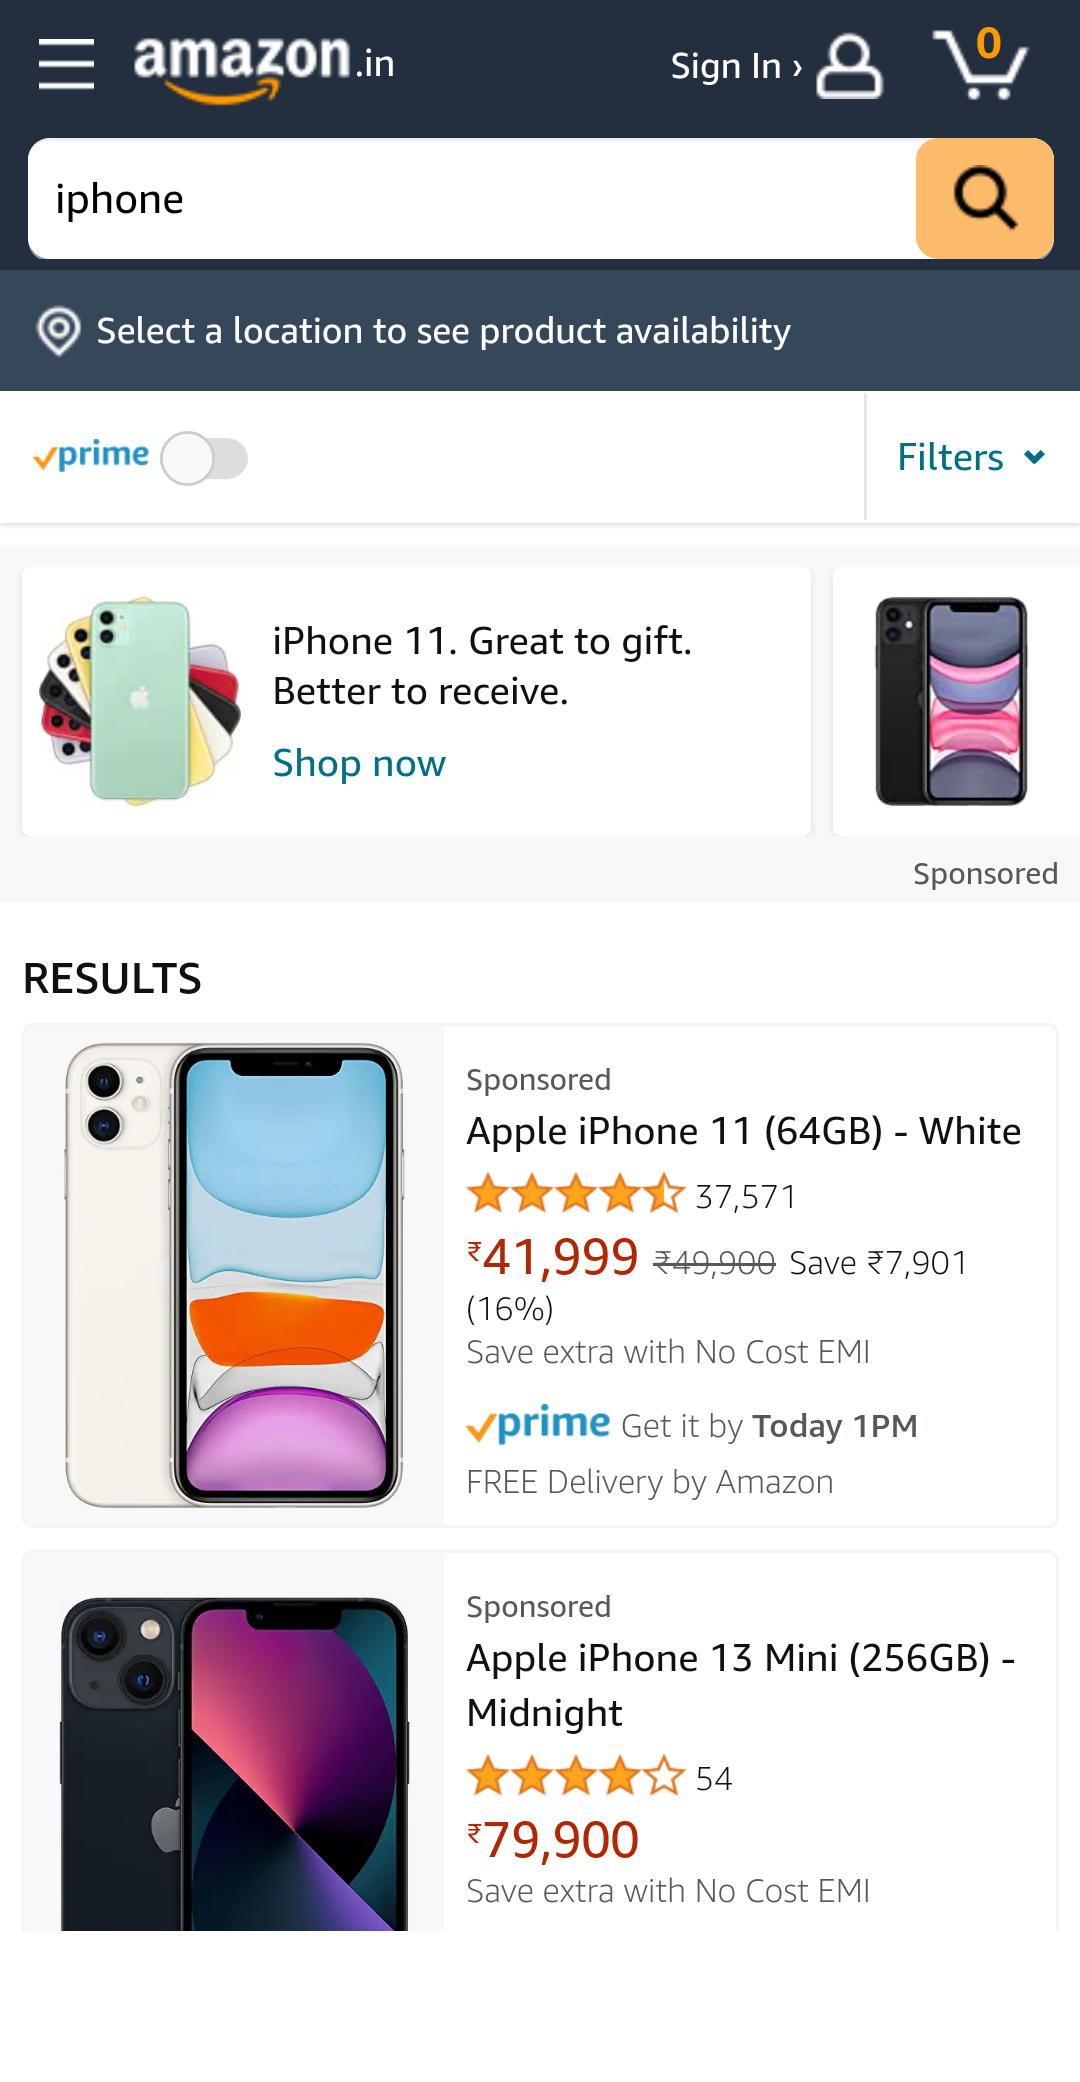 amazon.in
Sign In ›
0
iphone
Select a location to see product availability
prime
Filters
iPhone 11. Great to gift.
Better to receive.
Shop now
Sponsored
RESULTS
Sponsored
Apple iPhone 11 (64GB) - White
37,571
₹41,999 ₹49,900 Save ₹7,901
(16%)
Save extra with No Cost EMI
prime Get it by Today 1PM
FREE Delivery by Amazon
Sponsored
Apple iPhone 13 Mini (256GB) -
Midnight
54
₹79,900
Save extra with No Cost EMI